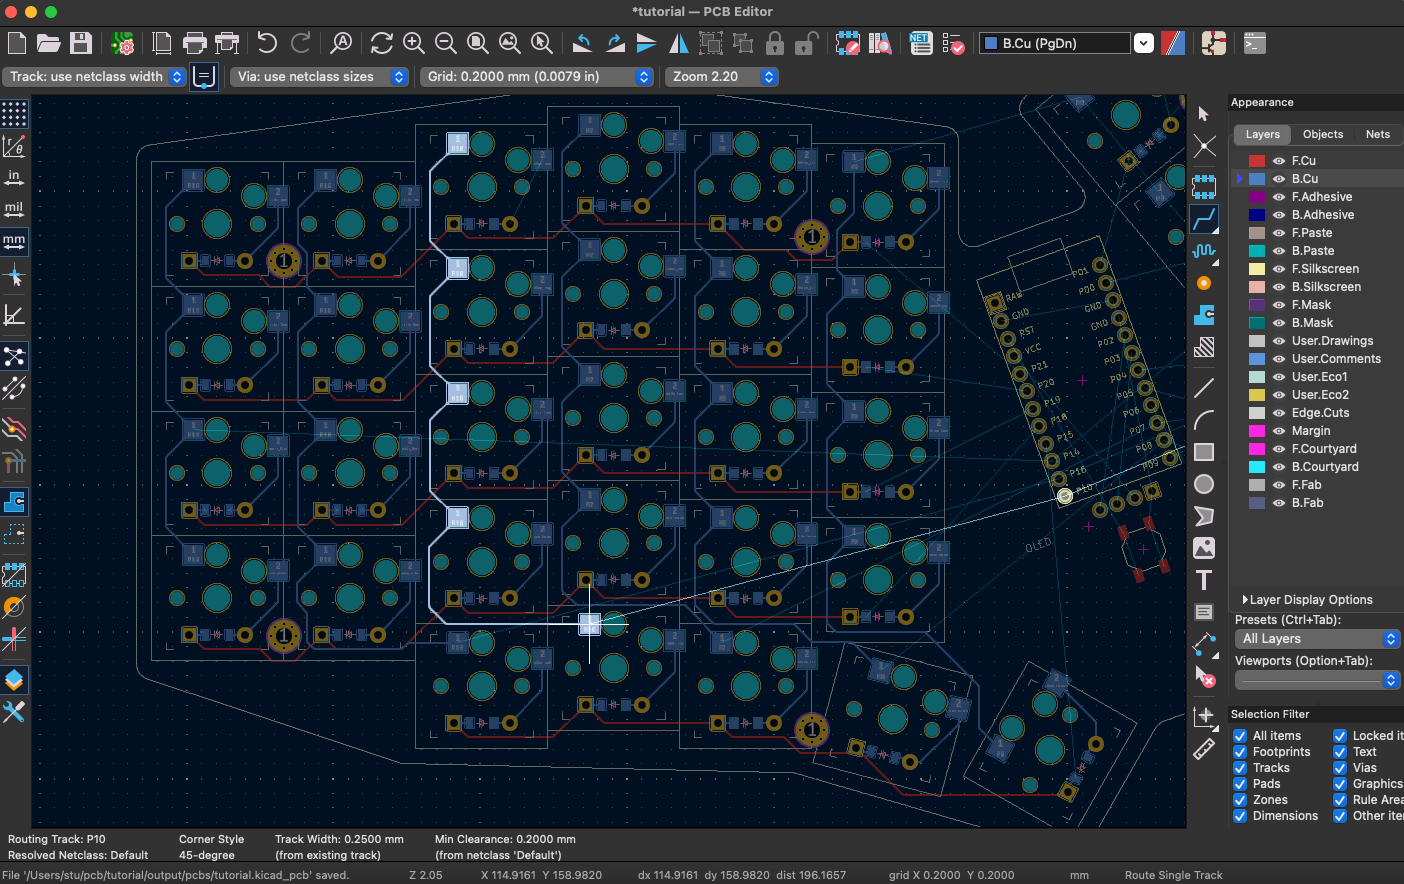 *tutorial — PCB Editor
B.Cu (PgDn)
Track: use netclass width
Via: use netclass sizes
Grid: 0.2000 mm (0.0079 in)
Zoom 2.20
in
mil
mm
NET
Appearance
Layers
Objects
Nets
F.Cu
B.Cu
F.Adhesive
B.Adhesive
F.Paste
B.Paste
F.Silkscreen
B.Silkscreen
F.Mask
B.Mask
User.Drawings
User.Comments
User.Eco1
User.Eco2
Edge.Cuts
Margin
F.Courtyard
B.Courtyard
F.Fab
B.Fab
Layer Display Options
Presets (Ctrl+Tab):
All Layers
Viewports (Option+Tab):
Selection Filter
All items
Locked it
Footprints
Text
Tracks
Vias
Pads
Graphics
Zones
Rule Area
Dimensions
Other ite
RAW
GND
RST
VCC
P21
P20
P19
P18
P15
P14
P16
P10
P01
P00
GND
GND
P02
P03
P04
P05
P06
P07
P08
P09
OLED
1
1
1
1
Routing Track: P10
Corner Style
Track Width: 0.2500 mm
Min Clearance: 0.2000 mm
Resolved Netclass: Default
45-degree
(from existing track)
(from netclass 'Default')
File '/Users/stu/pcb/tutorial/output/pcbs/tutorial.kicad_pcb' saved.
Z 2.05
X 114.9161 Y 158.9820
dx 114.9161 dy 158.9820 dist 196.1657
grid X 0.2000 Y 0.2000
mm
Route Single Track